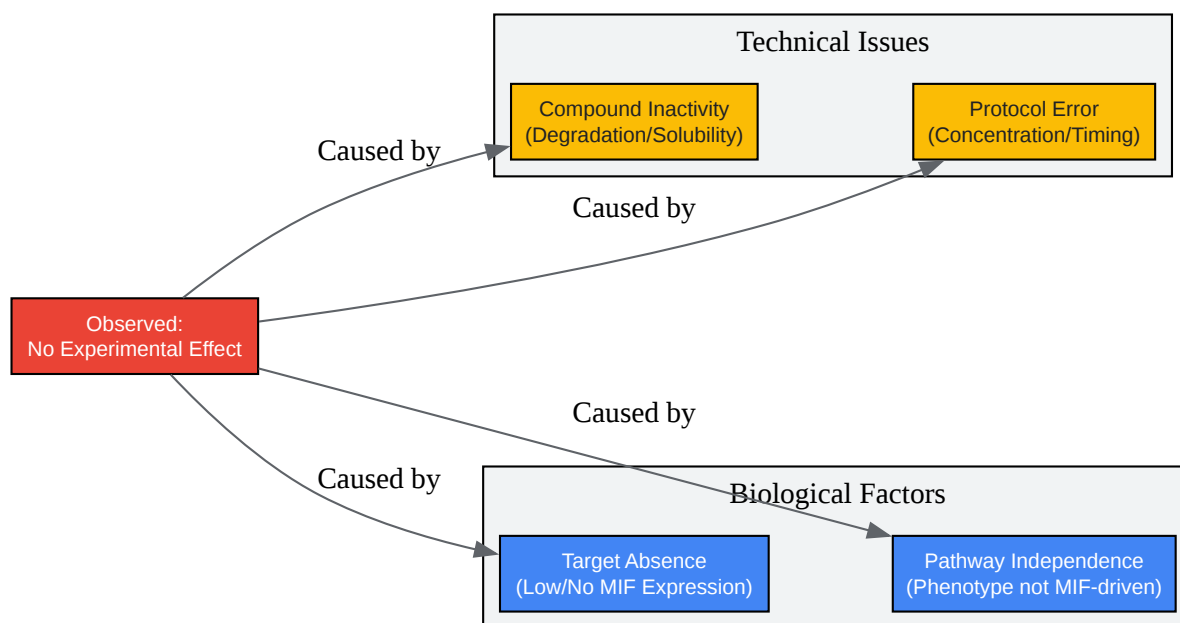 Technical Issues
Compound Inactivity
(Degradation/Solubility)
Protocol Error
(Concentration/Timing)
Caused by
Caused by
Observed:
No Experimental Effect
Caused by
Caused by
Biological Factors
Target Absence
(Low/No MIF Expression)
Pathway Independence
(Phenotype not MIF-driven)